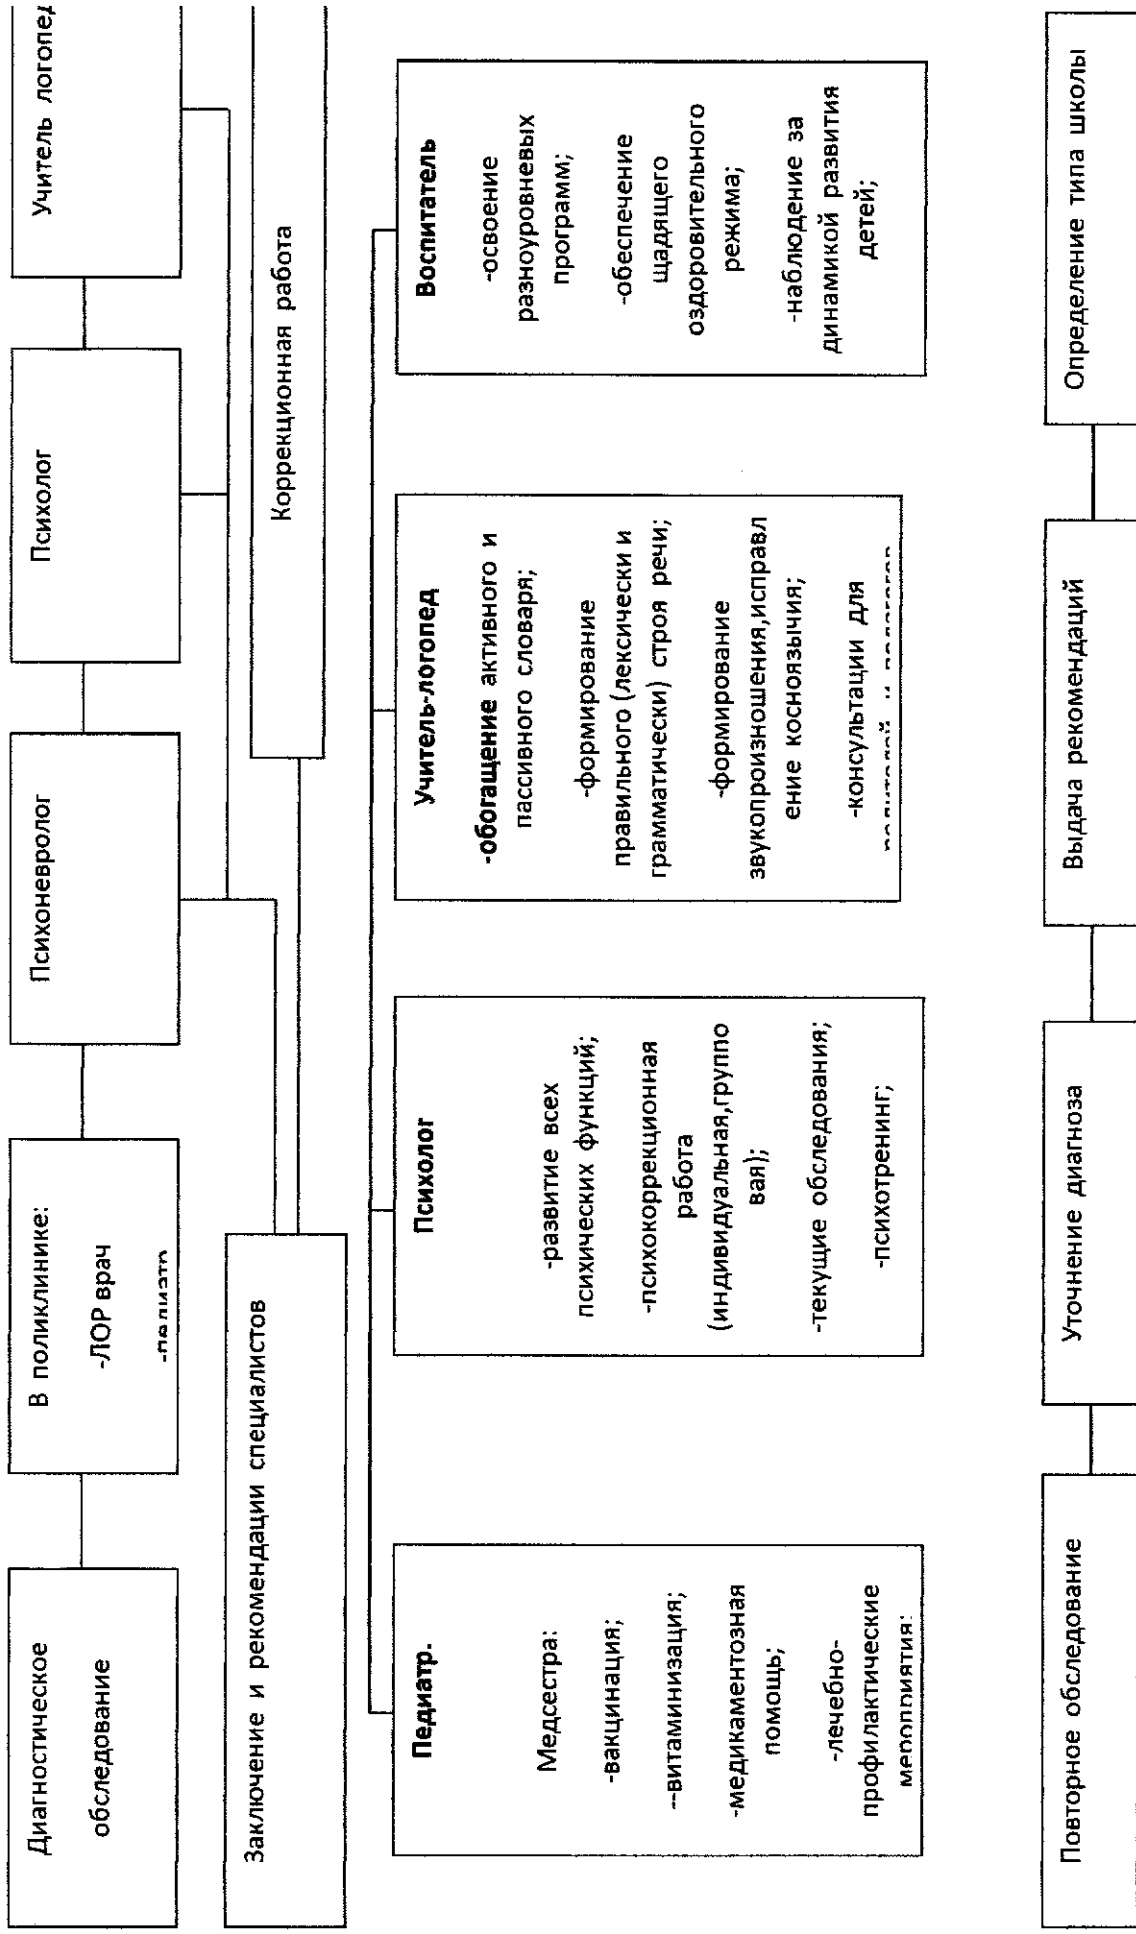 Диагностическое
обследование
В поликлинике:
-ЛОР врач
-педиатр
Психоневролог
Психолог
Учитель логопед
Заключение и рекомендации специалистов
Коррекционная работа
Педиатр.
Медсестра:
-вакцинация;
--витаминизация;
-медикаментозная
помощь;
-лечебно-
профилактические
мероприятия:
Психолог
-развитие всех
психических функций;
-психокоррекционная
работа
(индивидуальная,группо
вая);
-текущие обследования;
-психотренинг;
Учитель-логопед
-обогащение активного и
пассивного словаря;
-формирование
правильного (лексически и
грамматически) строя речи;
-формирование
звукопроизношения,исправл
ение косноязычия;
-консультации для
Воспитатель
-освоение
разноуровневых
программ;
-обеспечение
щадящего
оздоровительного
режима;
-наблюдение за
динамикой развития
детей;
Повторное обследование
Уточнение диагноза
Выдача рекомендаций
Определение типа школы